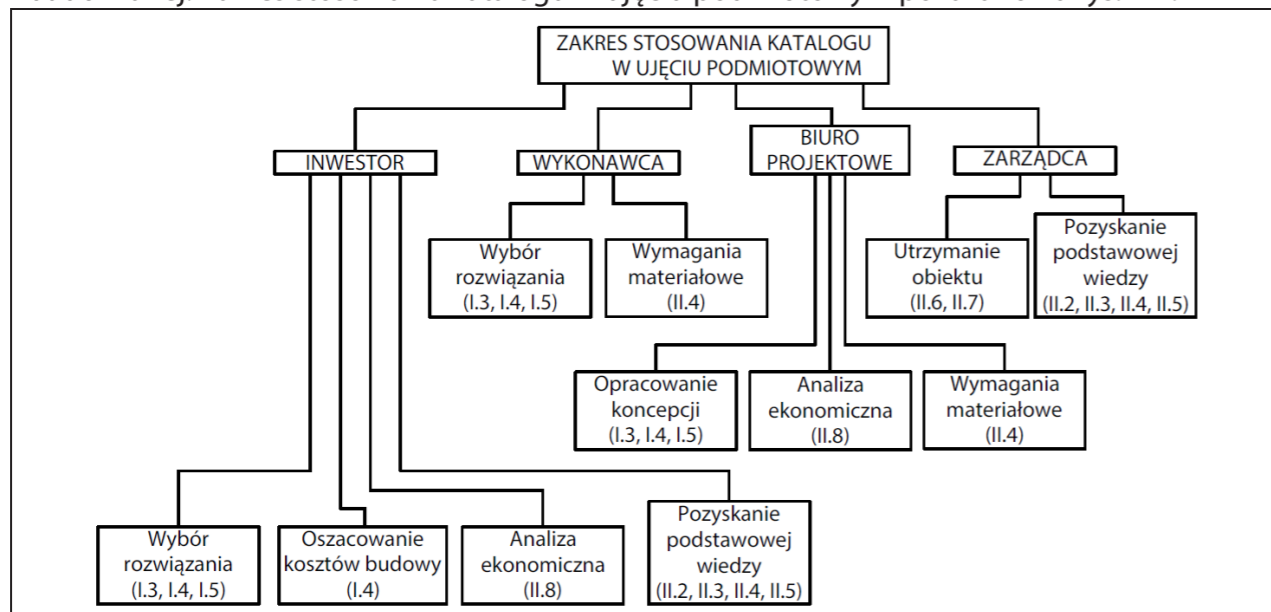 ZAKRES STOSOWANIA KATALOGU
W UJĘCIU PODMIOTOWYM
INWESTOR
WYKONAWCA
BIURO
PROJEKTOWE
ZARZĄDCA
Wybór
rozwiązania
(I.3, I.4, I.5)
Wymagania
materiałowe
(II.4)
Utrzymanie
obiektu
(II.6, II.7)
Pozyskanie
podstawowej
wiedzy
(II.2, II.3, II.4, II.5)
Opracowanie
koncepcji
(I.3, I.4, I.5)
Analiza
ekonomiczna
(II.8)
Wymagania
materiałowe
(II.4)
Wybór
rozwiązania
(I.3, I.4, I.5)
Oszacowanie
kosztów budowy
(I.4)
Analiza
ekonomiczna
(II.8)
Pozyskanie
podstawowej
wiedzy
(II.2, II.3, II.4, II.5)